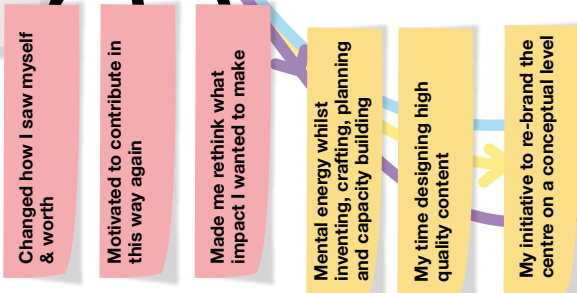 Changed how I saw myself
& worth
Motivated to contribute in
this way again
Made me rethink what
impact I wanted to make
Mental energy whilst
inventing, crafting, planning
and capacity building
My time designing high
quality content
My initiative to re-brand the
centre on a conceptual level